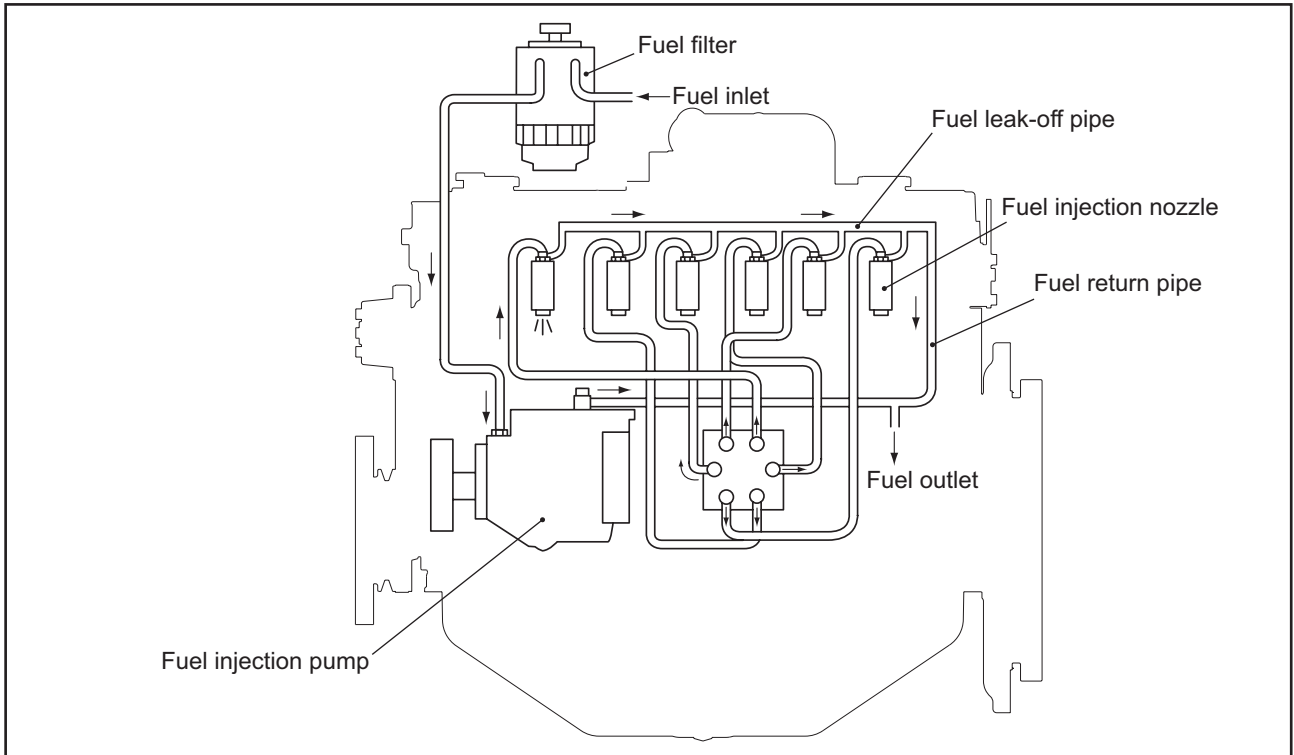 Fuel filter
Fuel inlet
Fuel leak-off pipe
Fuel injection nozzle
Fuel return pipe
Fuel outlet
Fuel injection pump